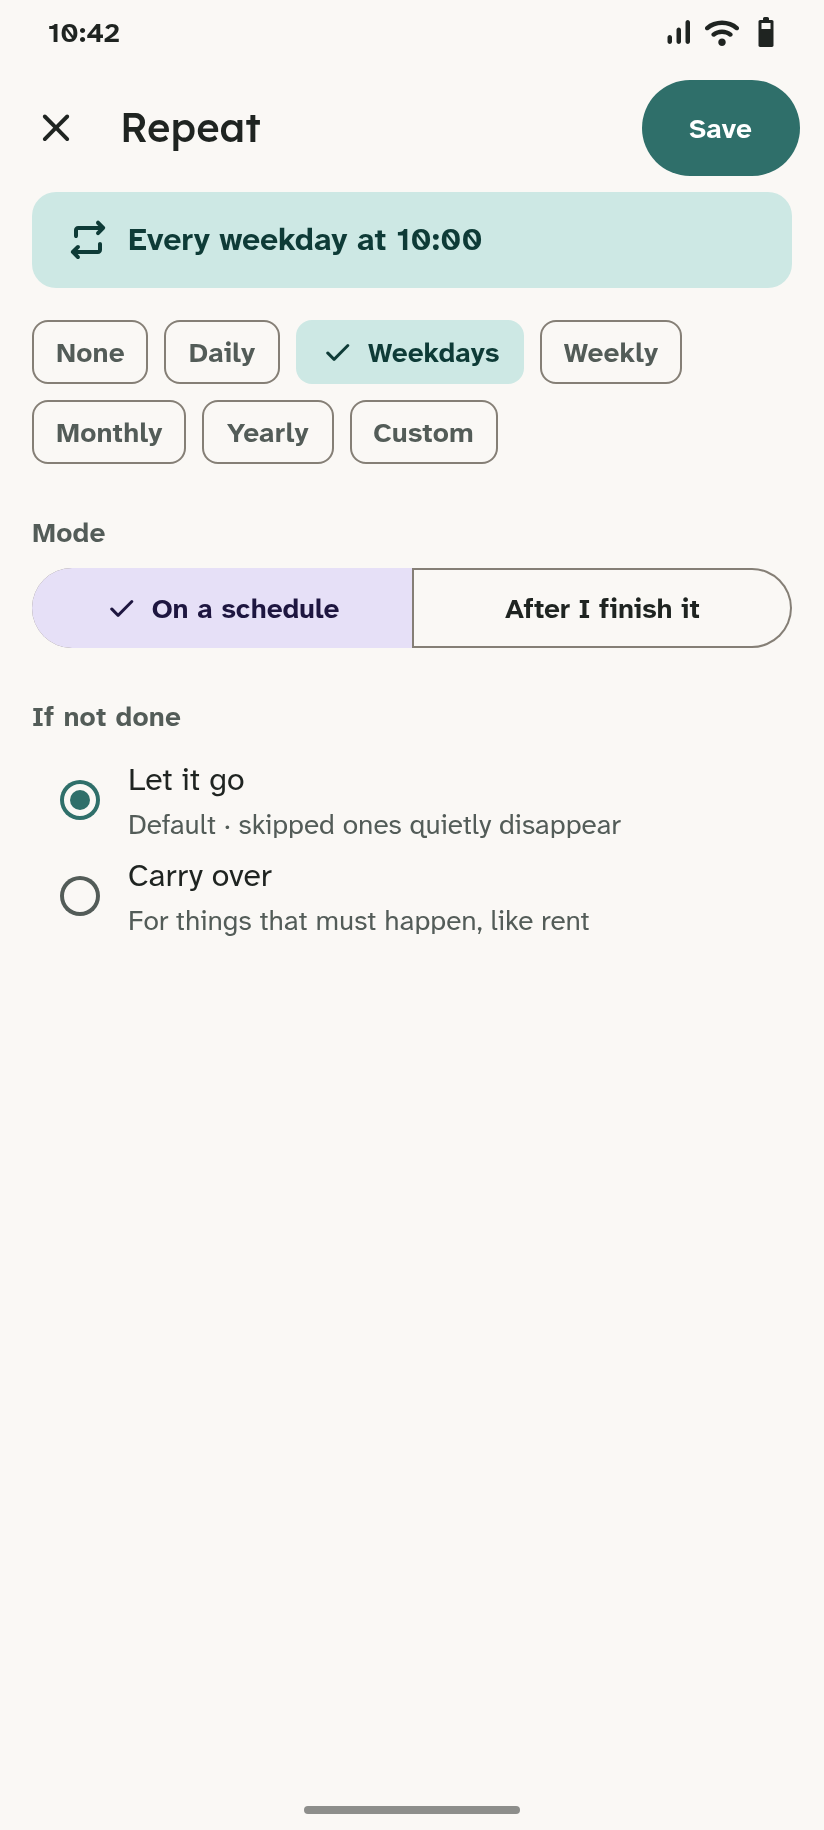 10:42
Repeat
Save
Every weekday at 10:00
None
Daily
Weekdays
Weekly
Monthly
Yearly
Custom
Mode
On a schedule
After I finish it
If not done
Let it go
Default · skipped ones quietly disappear
Carry over
For things that must happen, like rent